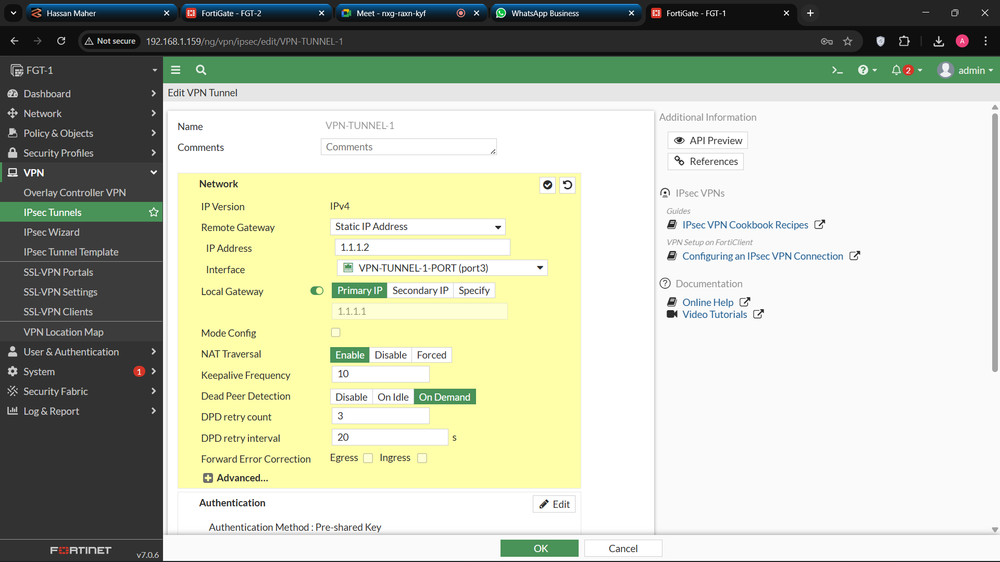 Hassan Maher
FortiGate - FGT-2
Meet - nxg-raxn-kyf
WhatsApp Business
FortiGate - FGT-1
Not secure
192.168.1.159/ng/vpn/ipsec/edit/VPN-TUNNEL-1
A
FGT-1
2
admin
Dashboard
Network
Policy & Objects
Security Profiles
VPN
Overlay Controller VPN
IPsec Tunnels
IPsec Wizard
IPsec Tunnel Template
SSL-VPN Portals
SSL-VPN Settings
SSL-VPN Clients
VPN Location Map
User & Authentication
System 1
Security Fabric
Log & Report
FORTINET v7.0.6
Edit VPN Tunnel
Name VPN-TUNNEL-1
Comments Comments
Network
IP Version IPv4
Remote Gateway Static IP Address
IP Address 1.1.1.2
Interface VPN-TUNNEL-1-PORT (port3)
Local Gateway Primary IP Secondary IP Specify
1.1.1.1
Mode Config
NAT Traversal Enable Disable Forced
Keepalive Frequency 10
Dead Peer Detection Disable On Idle On Demand
DPD retry count 3
DPD retry interval 20 s
Forward Error Correction Egress Ingress
Advanced...
Authentication Edit
Authentication Method : Pre-shared Key
OK Cancel
Additional Information
API Preview
References
IPsec VPNs
Guides
IPsec VPN Cookbook Recipes
VPN Setup on FortiClient
Configuring an IPsec VPN Connection
Documentation
Online Help
Video Tutorials